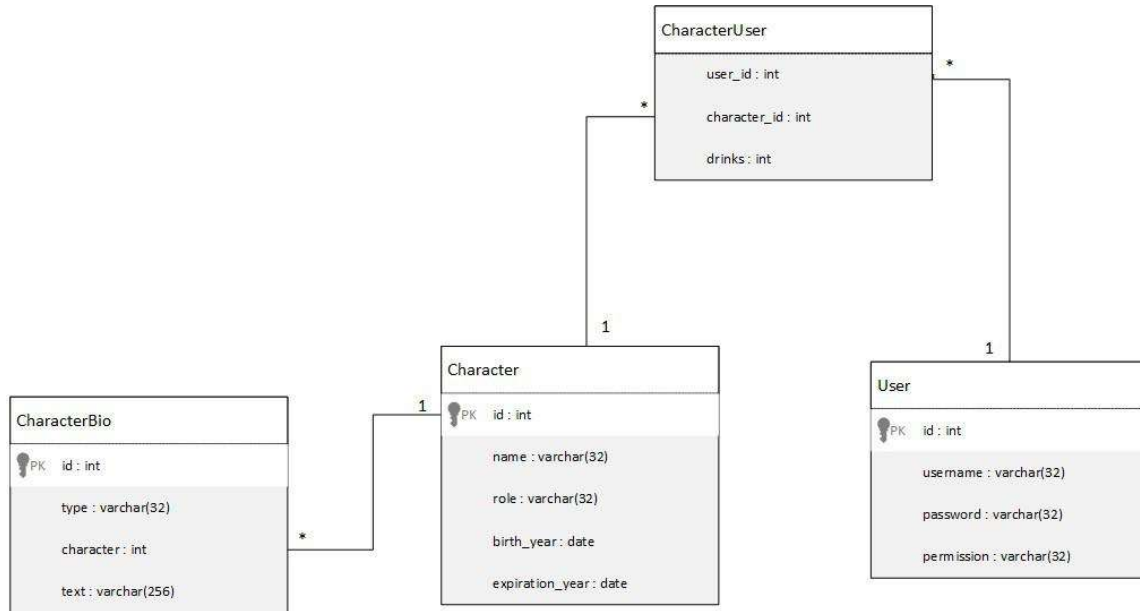 CharacterUser
user_id : int
*
*
character_id : int
drinks : int
1
1
Character
PK id : int
name : varchar(32)
role : varchar(32)
birth_year : date
expiration_year : date
User
PK id : int
username : varchar(32)
password : varchar(32)
permission : varchar(32)
1
CharacterBio
PK id : int
type : varchar(32)
character : int
text : varchar(256)
*